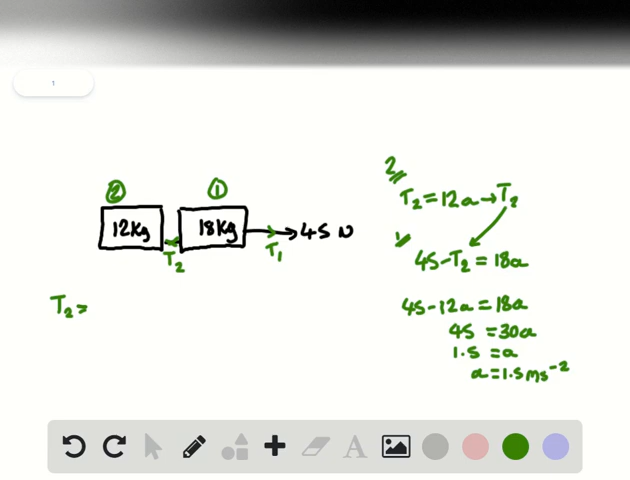 1
② ①
12Kg 18Kg 45 N
T₂ T₁
T₂ =
2
T₂ = 12a → T₂
1
45 - T₂ = 18a
45 - 12a = 18a
45 = 30a
1.5 = a
a = 1.5 ms⁻²
A